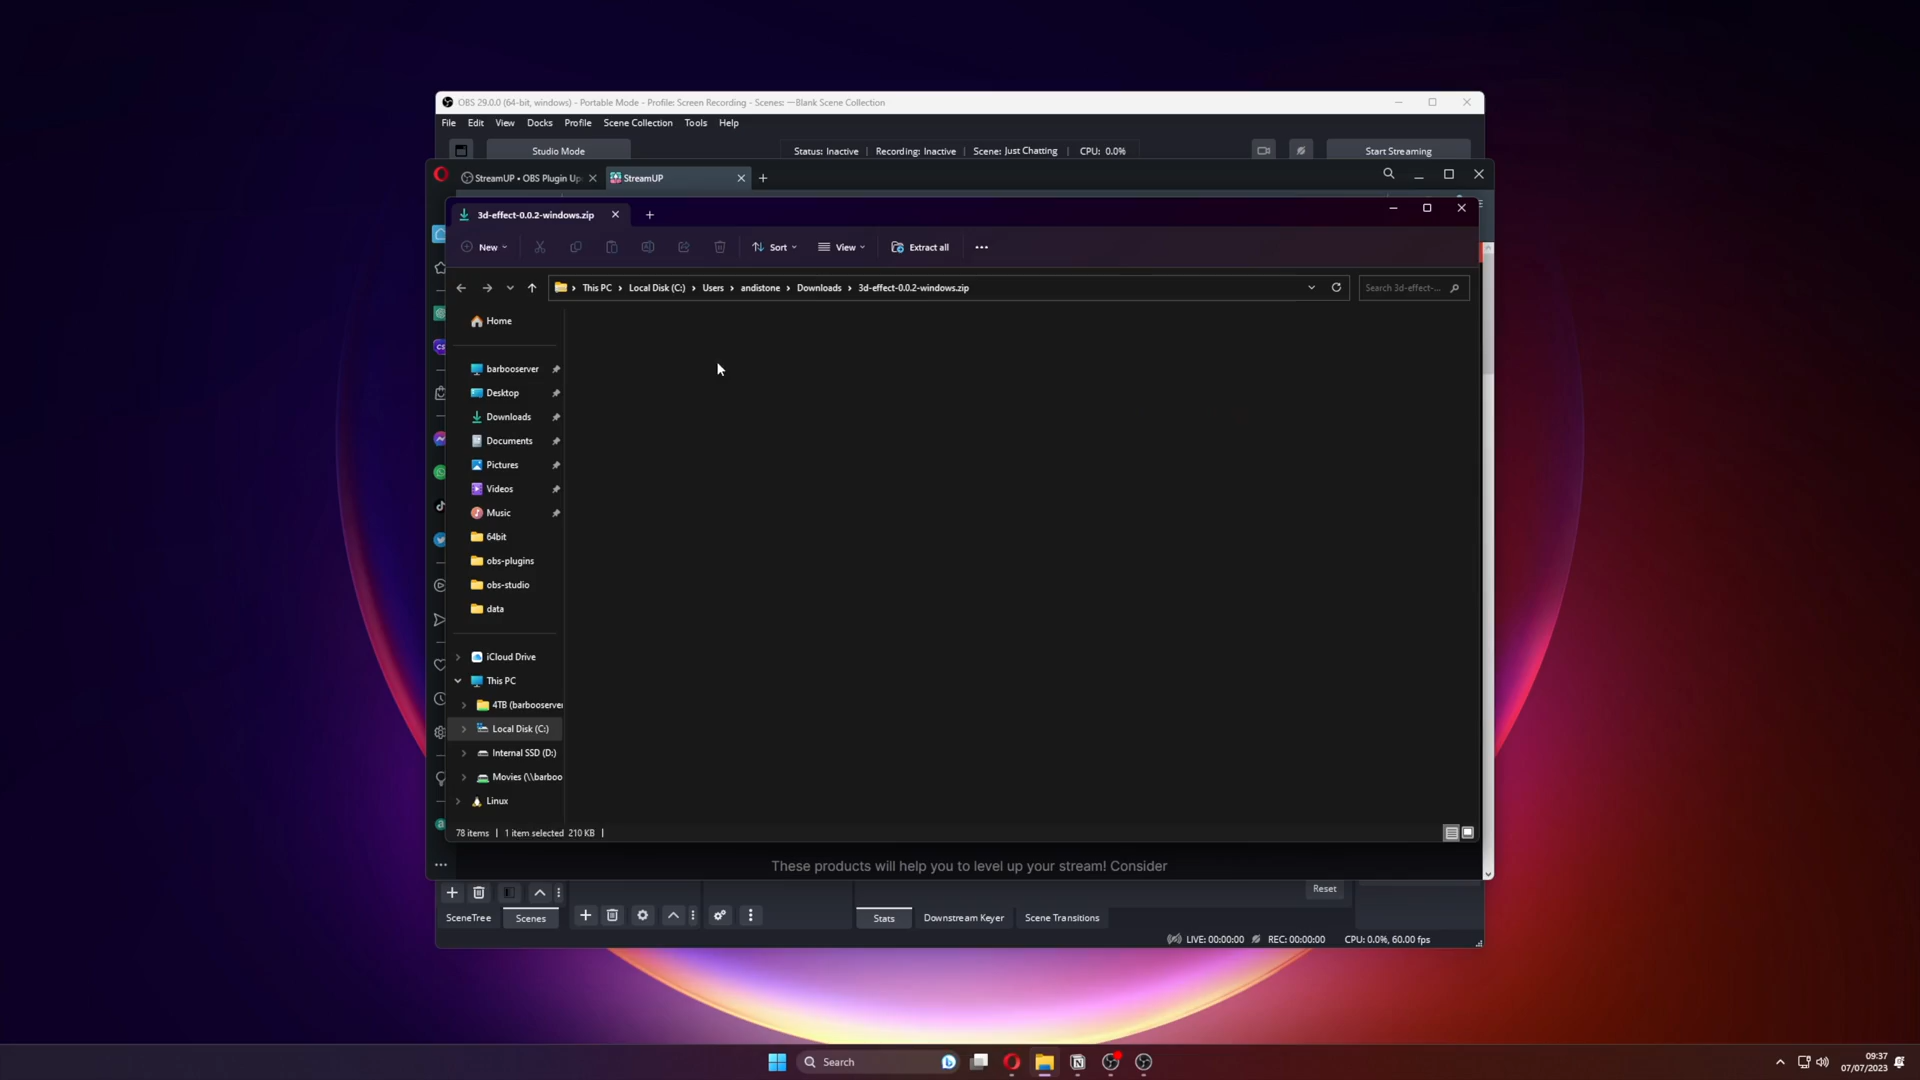 OBS 29.0.0 (64-bit, windows) - Portable Mode - Profile: Screen Recording - Scenes: —Blank Scene Collection
File Edit View Docks Profile Scene Collection Tools Help
Studio Mode Status: Inactive | Recording: Inactive | Scene: Just Chatting | CPU: 0.0% Start Streaming
StreamUP • OBS Plugin Up StreamUP
3d-effect-0.0.2-windows.zip
New Sort View Extract all
This PC Local Disk (C:) Users andistone Downloads 3d-effect-0.0.2-windows.zip Search 3d-effect-...
Home
barbooserver
Desktop
Downloads
Documents
Pictures
Videos
Music
64bit
obs-plugins
obs-studio
data
iCloud Drive
This PC
4TB (barbooserver
Local Disk (C:)
Internal SSD (D:)
Movies (\\barboo
Linux
78 items | 1 item selected 210 KB |
These products will help you to level up your stream! Consider
Reset
SceneTree Scenes Stats Downstream Keyer Scene Transitions
LIVE: 00:00:00 REC: 00:00:00 CPU: 0.0%, 60.00 fps
Search
09:37
07/07/2023